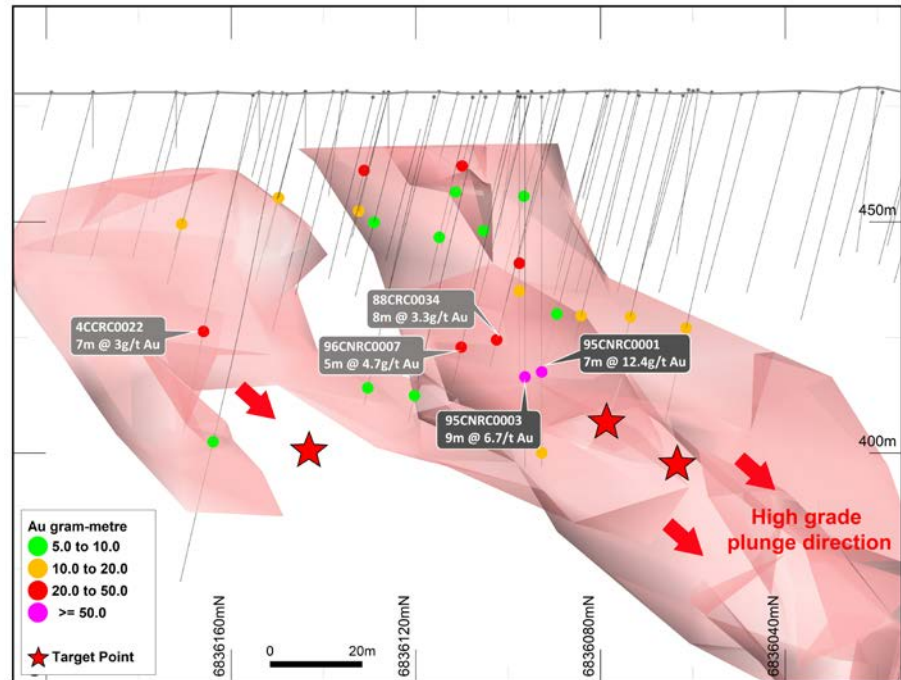 450m
88CRC0034
8m @ 3.3g/t Au
4CCRC0022
7m @ 3g/t Au
96CNRC0007
5m @ 4.7g/t Au
95CNRC0001
7m @ 12.4g/t Au
95CNRC0003
9m @ 6.7/t Au
400m
High grade
plunge direction
Au gram-metre
5.0 to 10.0
10.0 to 20.0
20.0 to 50.0
>= 50.0
Target Point
0
20m
6836160mN
6836120mN
6836080mN
6836040mN